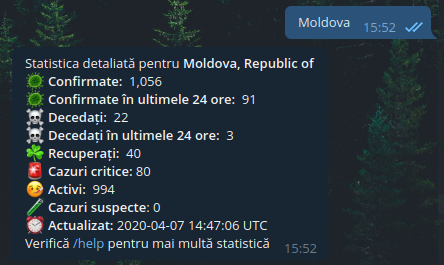 Moldova 15:52
Statistica detaliată pentru Moldova, Republic of
Confirmate: 1,056
Confirmate în ultimele 24 ore: 91
Decedați: 22
Decedați în ultimele 24 ore: 3
Recuperați: 40
Cazuri critice: 80
Activi: 994
Cazuri suspecte: 0
Actualizat: 2020-04-07 14:47:06 UTC
Verifică /help pentru mai multă statistică 15:52